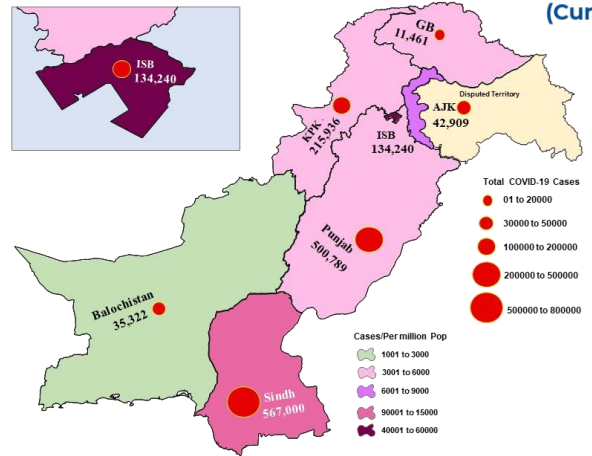 (Cur
ISB
134,240
GB
11,461
Disputed Territory
AJK
42,909
KPK
215,936
ISB
134,240
Punjab
500,789
Balochistan
35,322
Sindh
567,000
Total COVID-19 Cases
01 to 20000
30000 to 50000
100000 to 200000
200000 to 500000
500000 to 800000
Cases/Permillion Pop
1001 to 3000
3001 to 6000
6001 to 9000
90001 to 15000
40001 to 60000